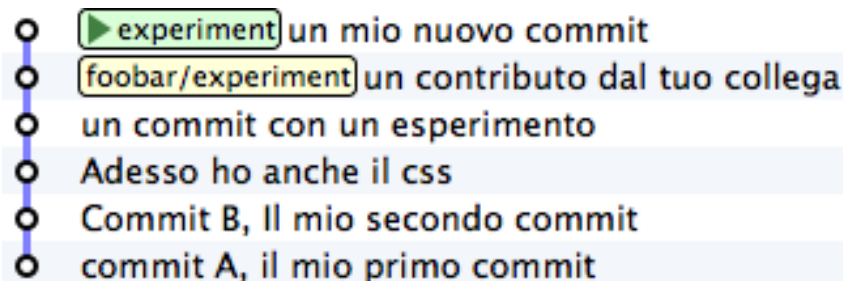 experiment un mio nuovo commit
foobar/experiment un contributo dal tuo collega
un commit con un esperimento
Adesso ho anche il css
Commit B, Il mio secondo commit
commit A, il mio primo commit